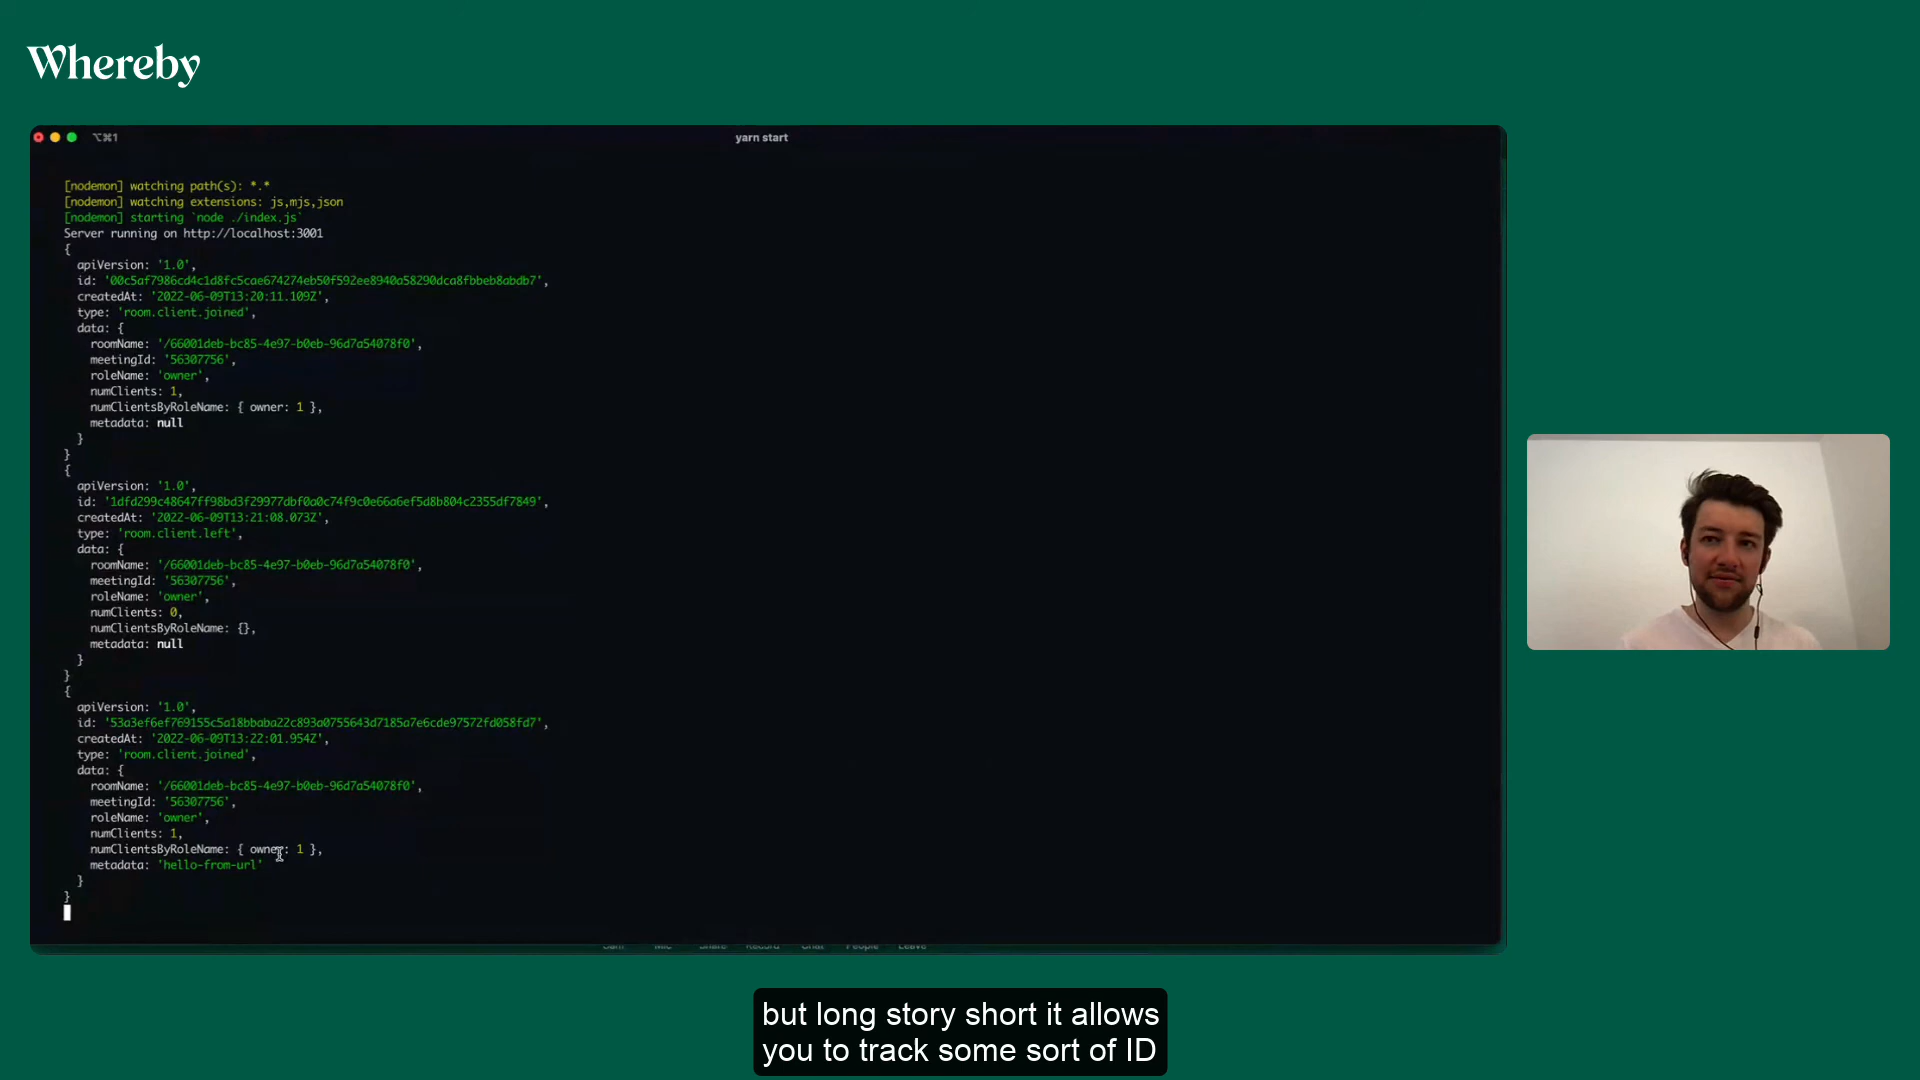 Whereby
⌥⌘1
yarn start
[nodemon] watching path(s): *.*
[nodemon] watching extensions: js,mjs,json
[nodemon] starting `node ./index.js`
Server running on http://localhost:3001
{
apiVersion: '1.0',
id: '00c5af7986cd4c1d8fc5cae674274eb50f592ee8940a58290dca8fbbeb8abdb7',
createdAt: '2022-06-09T13:20:11.109Z',
type: 'room.client.joined',
data: {
roomName: '/66001deb-bc85-4e97-b0eb-96d7a54078f0',
meetingId: '56307756',
roleName: 'owner',
numClients: 1,
numClientsByRoleName: { owner: 1 },
metadata: null
}
}
{
apiVersion: '1.0',
id: '1dfd299c48647ff98bd3f29977dbf0a0c74f9c0e66a6ef5d8b804c2355df7849',
createdAt: '2022-06-09T13:21:08.073Z',
type: 'room.client.left',
data: {
roomName: '/66001deb-bc85-4e97-b0eb-96d7a54078f0',
meetingId: '56307756',
roleName: 'owner',
numClients: 0,
numClientsByRoleName: {},
metadata: null
}
}
{
apiVersion: '1.0',
id: '53a3ef6ef769155c5a18bbaba22c893a0755643d7185a7e6cde97572fd058fd7',
createdAt: '2022-06-09T13:22:01.954Z',
type: 'room.client.joined',
data: {
roomName: '/66001deb-bc85-4e97-b0eb-96d7a54078f0',
meetingId: '56307756',
roleName: 'owner',
numClients: 1,
numClientsByRoleName: { owner: 1 },
metadata: 'hello-from-url'
}
}
but long story short it allows
you to track some sort of ID